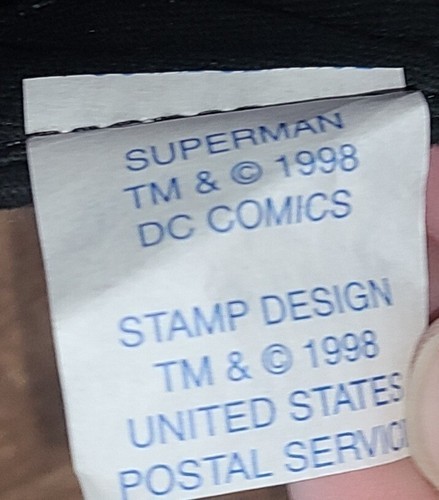 SUPERMAN
TM & © 1998
DC COMICS
STAMP DESIGN
TM & © 1998
UNITED STATES
POSTAL SERVIC